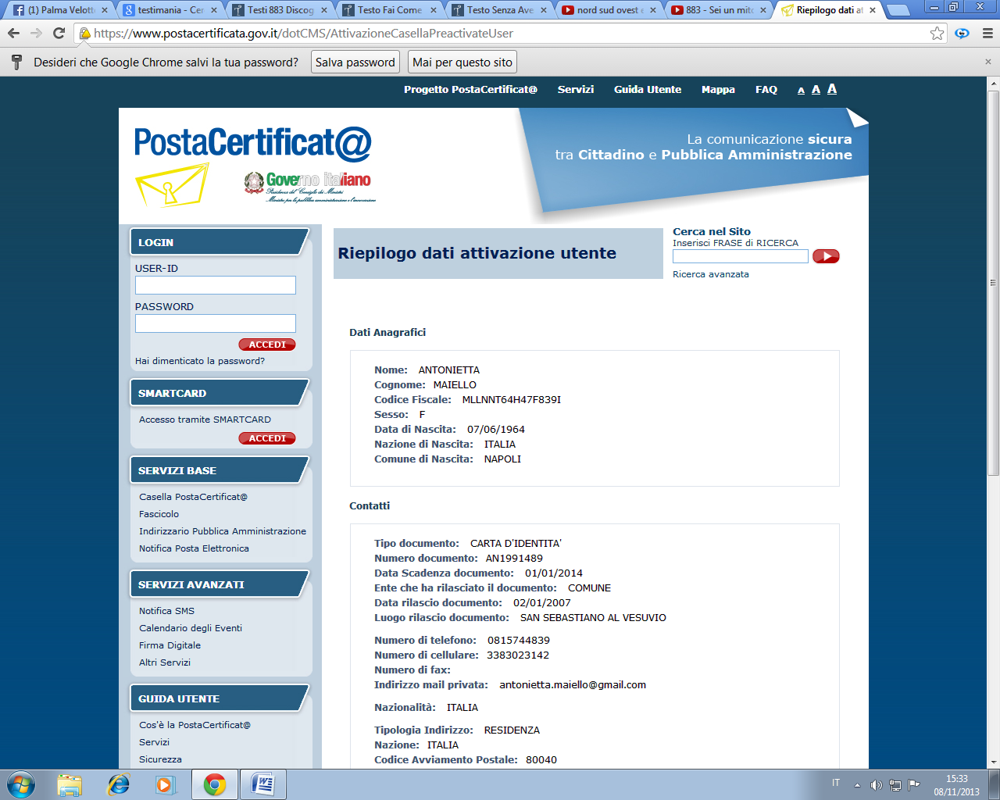 (1) Palma Velotto
testimania - Cer
Testi 883 Discog
Testo Fai Come
Testo Senza Ave
nord sud ovest e
883 - Sei un mito
Riepilogo dati at
https://www.postacertificata.gov.it/dotCMS/AttivazioneCasellaPreactivateUser
Desideri che Google Chrome salvi la tua password? Salva password Mai per questo sito
Progetto PostaCertificat@ Servizi Guida Utente Mappa FAQ A A A
PostaCertificat@
Governo italiano
Presidenza del Consiglio dei Ministri
Ministro per la pubblica amministrazione e l'innovazione
La comunicazione sicura
tra Cittadino e Pubblica Amministrazione
LOGIN
USER-ID
PASSWORD
ACCEDI
Hai dimenticato la password?
SMARTCARD
Accesso tramite SMARTCARD
ACCEDI
SERVIZI BASE
Casella PostaCertificat@
Fascicolo
Indirizzario Pubblica Amministrazione
Notifica Posta Elettronica
SERVIZI AVANZATI
Notifica SMS
Calendario degli Eventi
Firma Digitale
Altri Servizi
GUIDA UTENTE
Cos'è la PostaCertificat@
Servizi
Sicurezza
Riepilogo dati attivazione utente
Cerca nel Sito
Inserisci FRASE di RICERCA
Ricerca avanzata
Dati Anagrafici
Nome: ANTONIETTA
Cognome: MAIELLO
Codice Fiscale: MLLNNT64H47F839I
Sesso: F
Data di Nascita: 07/06/1964
Nazione di Nascita: ITALIA
Comune di Nascita: NAPOLI
Contatti
Tipo documento: CARTA D'IDENTITA'
Numero documento: AN1991489
Data Scadenza documento: 01/01/2014
Ente che ha rilasciato il documento: COMUNE
Data rilascio documento: 02/01/2007
Luogo rilascio documento: SAN SEBASTIANO AL VESUVIO
Numero di telefono: 0815744839
Numero di cellulare: 3383023142
Numero di fax:
Indirizzo mail privata: antonietta.maiello@gmail.com
Nazionalità: ITALIA
Tipologia Indirizzo: RESIDENZA
Nazione: ITALIA
Codice Avviamento Postale: 80040
IT
15:33
08/11/2013